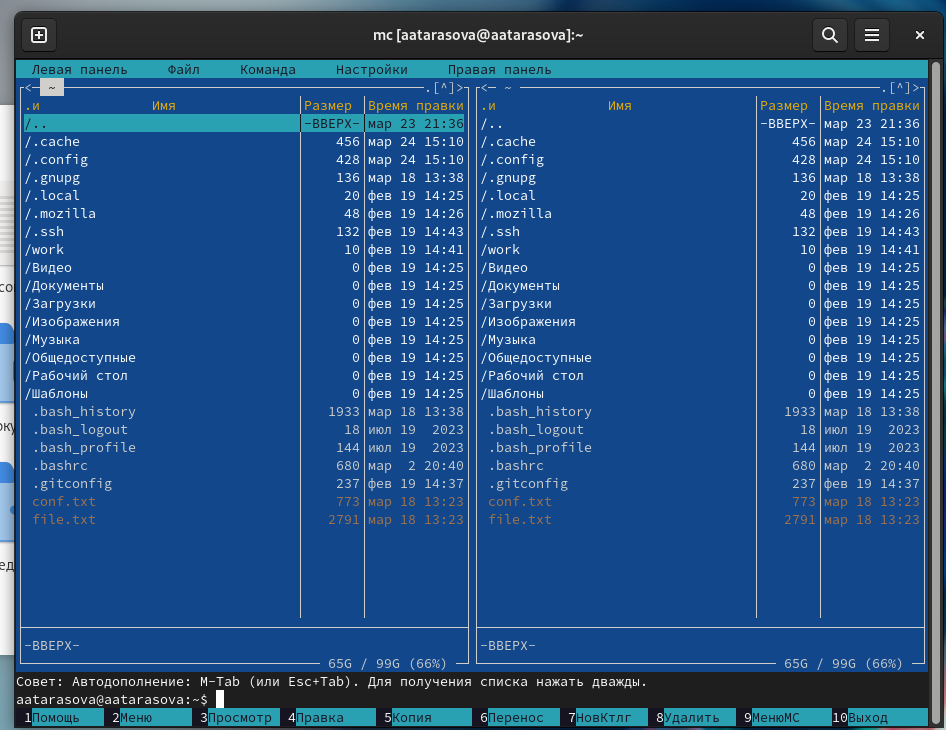 mc [aatarasova@aatarasova]:~
Левая панель Файл Команда Настройки Правая панель
<- ~ .[^]> <- ~ .[^]>
.и Имя Размер Время правки .и Имя Размер Время правки
/.. -ВВЕРХ- мар 23 21:36 /.. -ВВЕРХ- мар 23 21:36
/.cache 456 мар 24 15:10 /.cache 456 мар 24 15:10
/.config 428 мар 24 15:10 /.config 428 мар 24 15:10
/.gnupg 136 мар 18 13:38 /.gnupg 136 мар 18 13:38
/.local 20 фев 19 14:25 /.local 20 фев 19 14:25
/.mozilla 48 фев 19 14:26 /.mozilla 48 фев 19 14:26
/.ssh 132 фев 19 14:43 /.ssh 132 фев 19 14:43
/work 10 фев 19 14:41 /work 10 фев 19 14:41
/Видео 0 фев 19 14:25 /Видео 0 фев 19 14:25
/Документы 0 фев 19 14:25 /Документы 0 фев 19 14:25
/Загрузки 0 фев 19 14:25 /Загрузки 0 фев 19 14:25
/Изображения 0 фев 19 14:25 /Изображения 0 фев 19 14:25
/Музыка 0 фев 19 14:25 /Музыка 0 фев 19 14:25
/Общедоступные 0 фев 19 14:25 /Общедоступные 0 фев 19 14:25
/Рабочий стол 0 фев 19 14:25 /Рабочий стол 0 фев 19 14:25
/Шаблоны 0 фев 19 14:25 /Шаблоны 0 фев 19 14:25
.bash_history 1933 мар 18 13:38 .bash_history 1933 мар 18 13:38
.bash_logout 18 июл 19 2023 .bash_logout 18 июл 19 2023
.bash_profile 144 июл 19 2023 .bash_profile 144 июл 19 2023
.bashrc 680 мар 2 20:40 .bashrc 680 мар 2 20:40
.gitconfig 237 фев 19 14:37 .gitconfig 237 фев 19 14:37
conf.txt 773 мар 18 13:23 conf.txt 773 мар 18 13:23
file.txt 2791 мар 18 13:23 file.txt 2791 мар 18 13:23
-ВВЕРХ- -ВВЕРХ-
65G / 99G (66%) 65G / 99G (66%)
Совет: Автодополнение: M-Tab (или Esc+Tab). Для получения списка нажать дважды.
aatarasova@aatarasova:~$
1Помощь 2Меню 3Просмотр 4Правка 5Копия 6Перенос 7НовКтлг 8Удалить 9МенюМС 10Выход